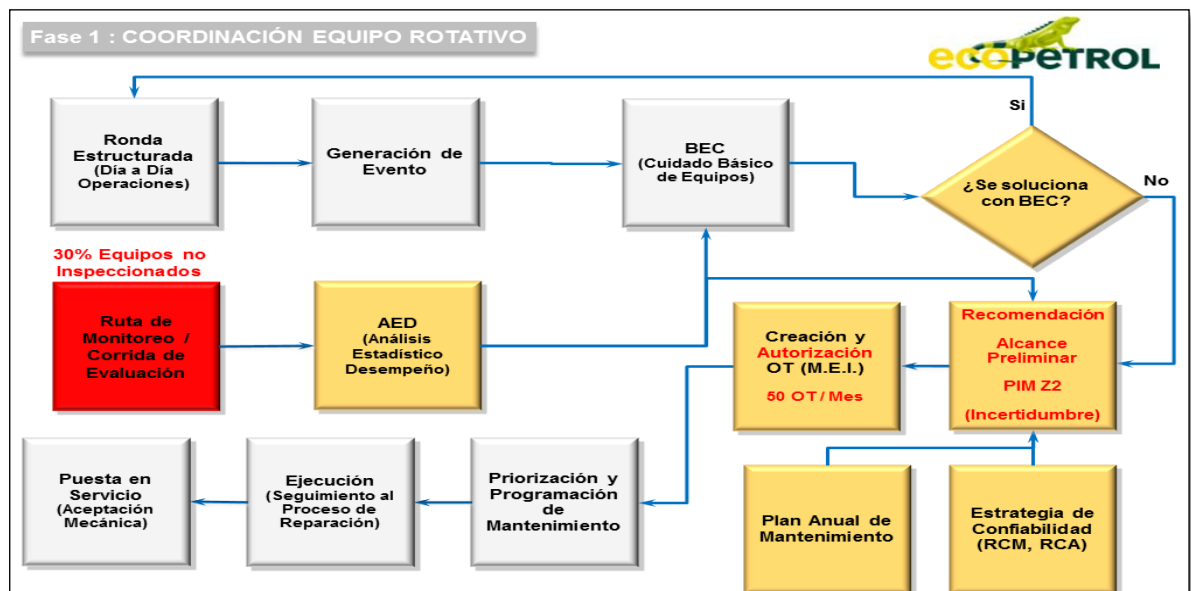 Fase 1 : COORDINACIÓN EQUIPO ROTATIVO
ecoPeTROL
Si
Ronda
Estructurada
(Día a Día
Operaciones)
Generación de
Evento
BEC
(Cuidado Básico
de Equipos)
¿Se soluciona
con BEC?
No
30% Equipos no
Inspeccionados
Ruta de
Monitoreo /
Corrida de
Evaluación
AED
(Análisis
Estadístico
Desempeño)
Creación y
Autorización
OT (M.E.I.)
50 OT / Mes
Recomendación
Alcance
Preliminar
PIM Z2
(Incertidumbre)
Puesta en
Servicio
(Aceptación
Mecánica)
Ejecución
(Seguimiento al
Proceso de
Reparación)
Priorización y
Programación
de
Mantenimiento
Plan Anual de
Mantenimiento
Estrategia de
Confiabilidad
(RCM, RCA)